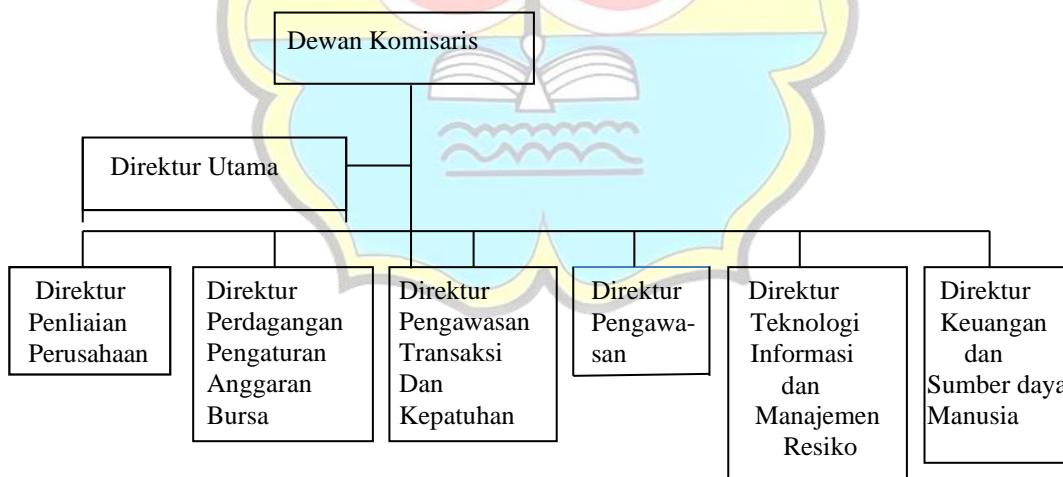 Dewan Komisaris
Direktur Utama
Direktur
Penliaian
Perusahaan
Direktur
Perdagangan
Pengaturan
Anggaran
Bursa
Direktur
Pengawasan
Transaksi
Dan
Kepatuhan
Direktur
Pengawa-
san
Direktur
Teknologi
Informasi
dan
Manajemen
Resiko
Direktur
Keuangan
dan
Sumber daya
Manusia